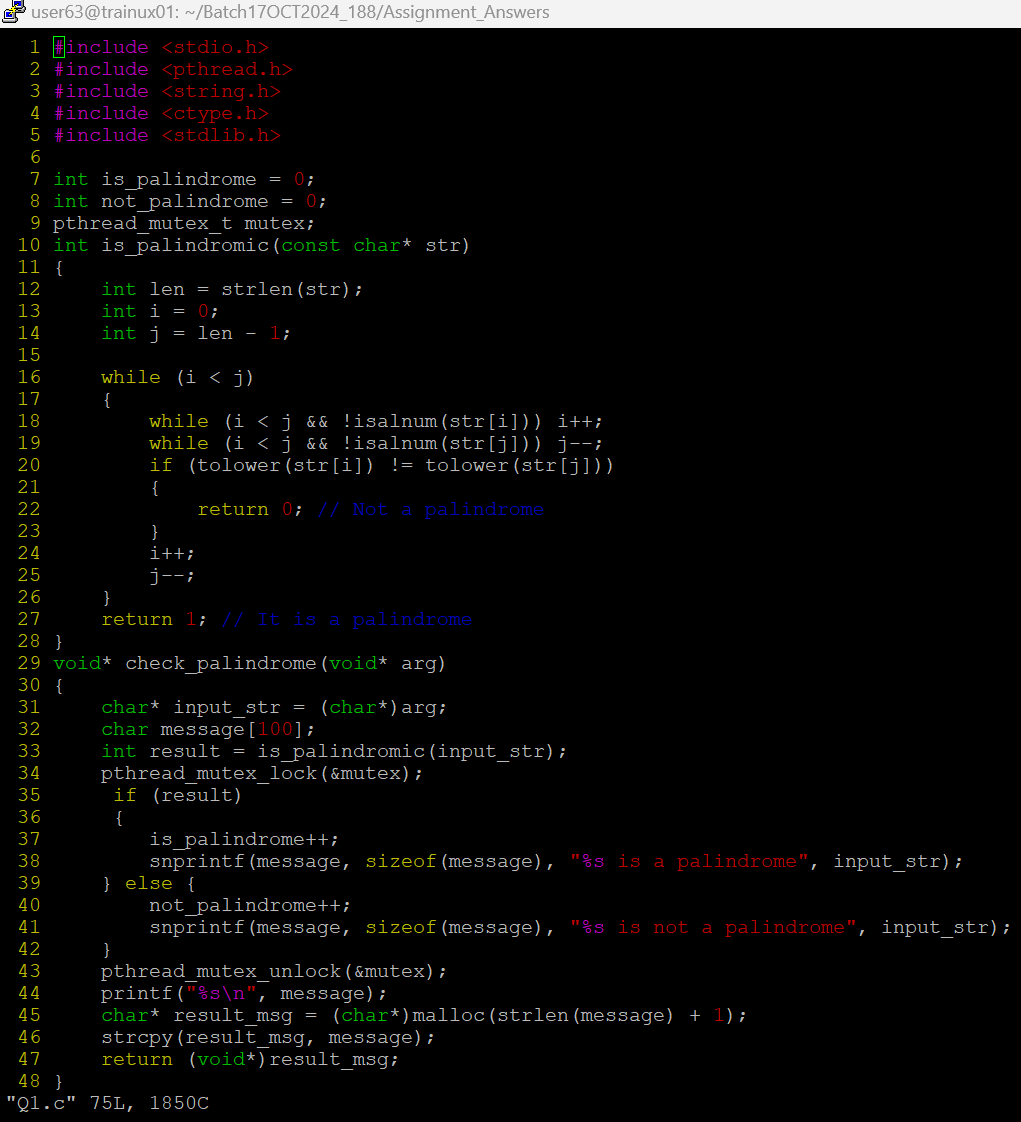 user63@trainux01: ~/Batch17OCT2024_188/Assignment_Answers
1 #include <stdio.h>
2 #include <pthread.h>
3 #include <string.h>
4 #include <ctype.h>
5 #include <stdlib.h>
6
7 int is_palindrome = 0;
8 int not_palindrome = 0;
9 pthread_mutex_t mutex;
10 int is_palindromic(const char* str)
11 {
12     int len = strlen(str);
13     int i = 0;
14     int j = len - 1;
15
16     while (i < j)
17     {
18         while (i < j && !isalnum(str[i])) i++;
19         while (i < j && !isalnum(str[j])) j--;
20         if (tolower(str[i]) != tolower(str[j]))
21         {
22             return 0; // Not a palindrome
23         }
24         i++;
25         j--;
26     }
27     return 1; // It is a palindrome
28 }
29 void* check_palindrome(void* arg)
30 {
31     char* input_str = (char*)arg;
32     char message[100];
33     int result = is_palindromic(input_str);
34     pthread_mutex_lock(&mutex);
35      if (result)
36      {
37         is_palindrome++;
38         snprintf(message, sizeof(message), "%s is a palindrome", input_str);
39     } else {
40         not_palindrome++;
41         snprintf(message, sizeof(message), "%s is not a palindrome", input_str);
42     }
43     pthread_mutex_unlock(&mutex);
44     printf("%s\n", message);
45     char* result_msg = (char*)malloc(strlen(message) + 1);
46     strcpy(result_msg, message);
47     return (void*)result_msg;
48 }
"Q1.c" 75L, 1850C